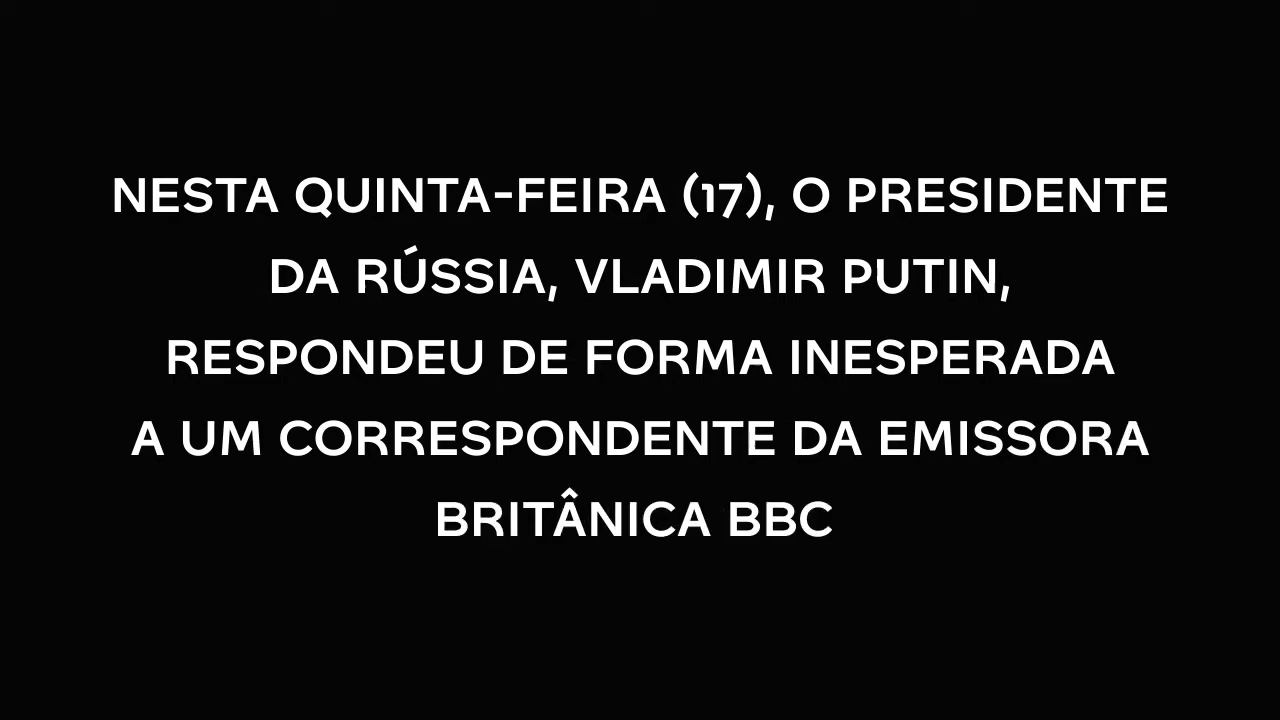 NESTA QUINTA-FEIRA (17), O PRESIDENTE
DA RÚSSIA, VLADIMIR PUTIN,
RESPONDEU DE FORMA INESPERADA
A UM CORRESPONDENTE DA EMISSORA
BRITÂNICA BBC